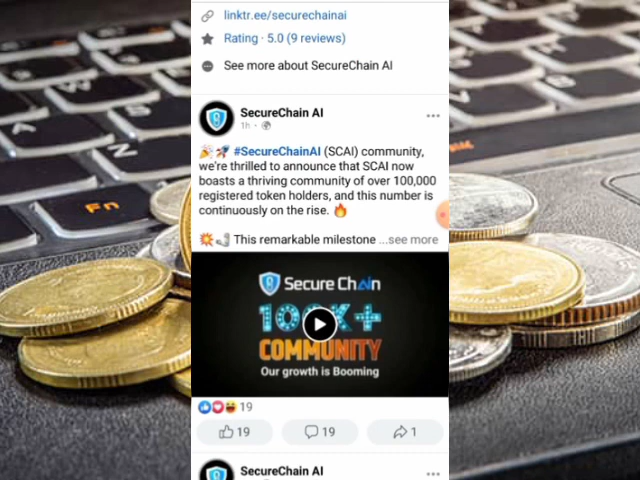 linktr.ee/securechainai
Rating · 5.0 (9 reviews)
See more about SecureChain AI
SecureChain AI
1h ·
#SecureChainAI (SCAI) community,
we're thrilled to announce that SCAI now
boasts a thriving community of over 100,000
registered token holders, and this number is
continuously on the rise. 🔥
This remarkable milestone ...see more
Secure Chain
100K+
COMMUNITY
Our growth is Booming
19
19
19
1
SecureChain AI
Fn